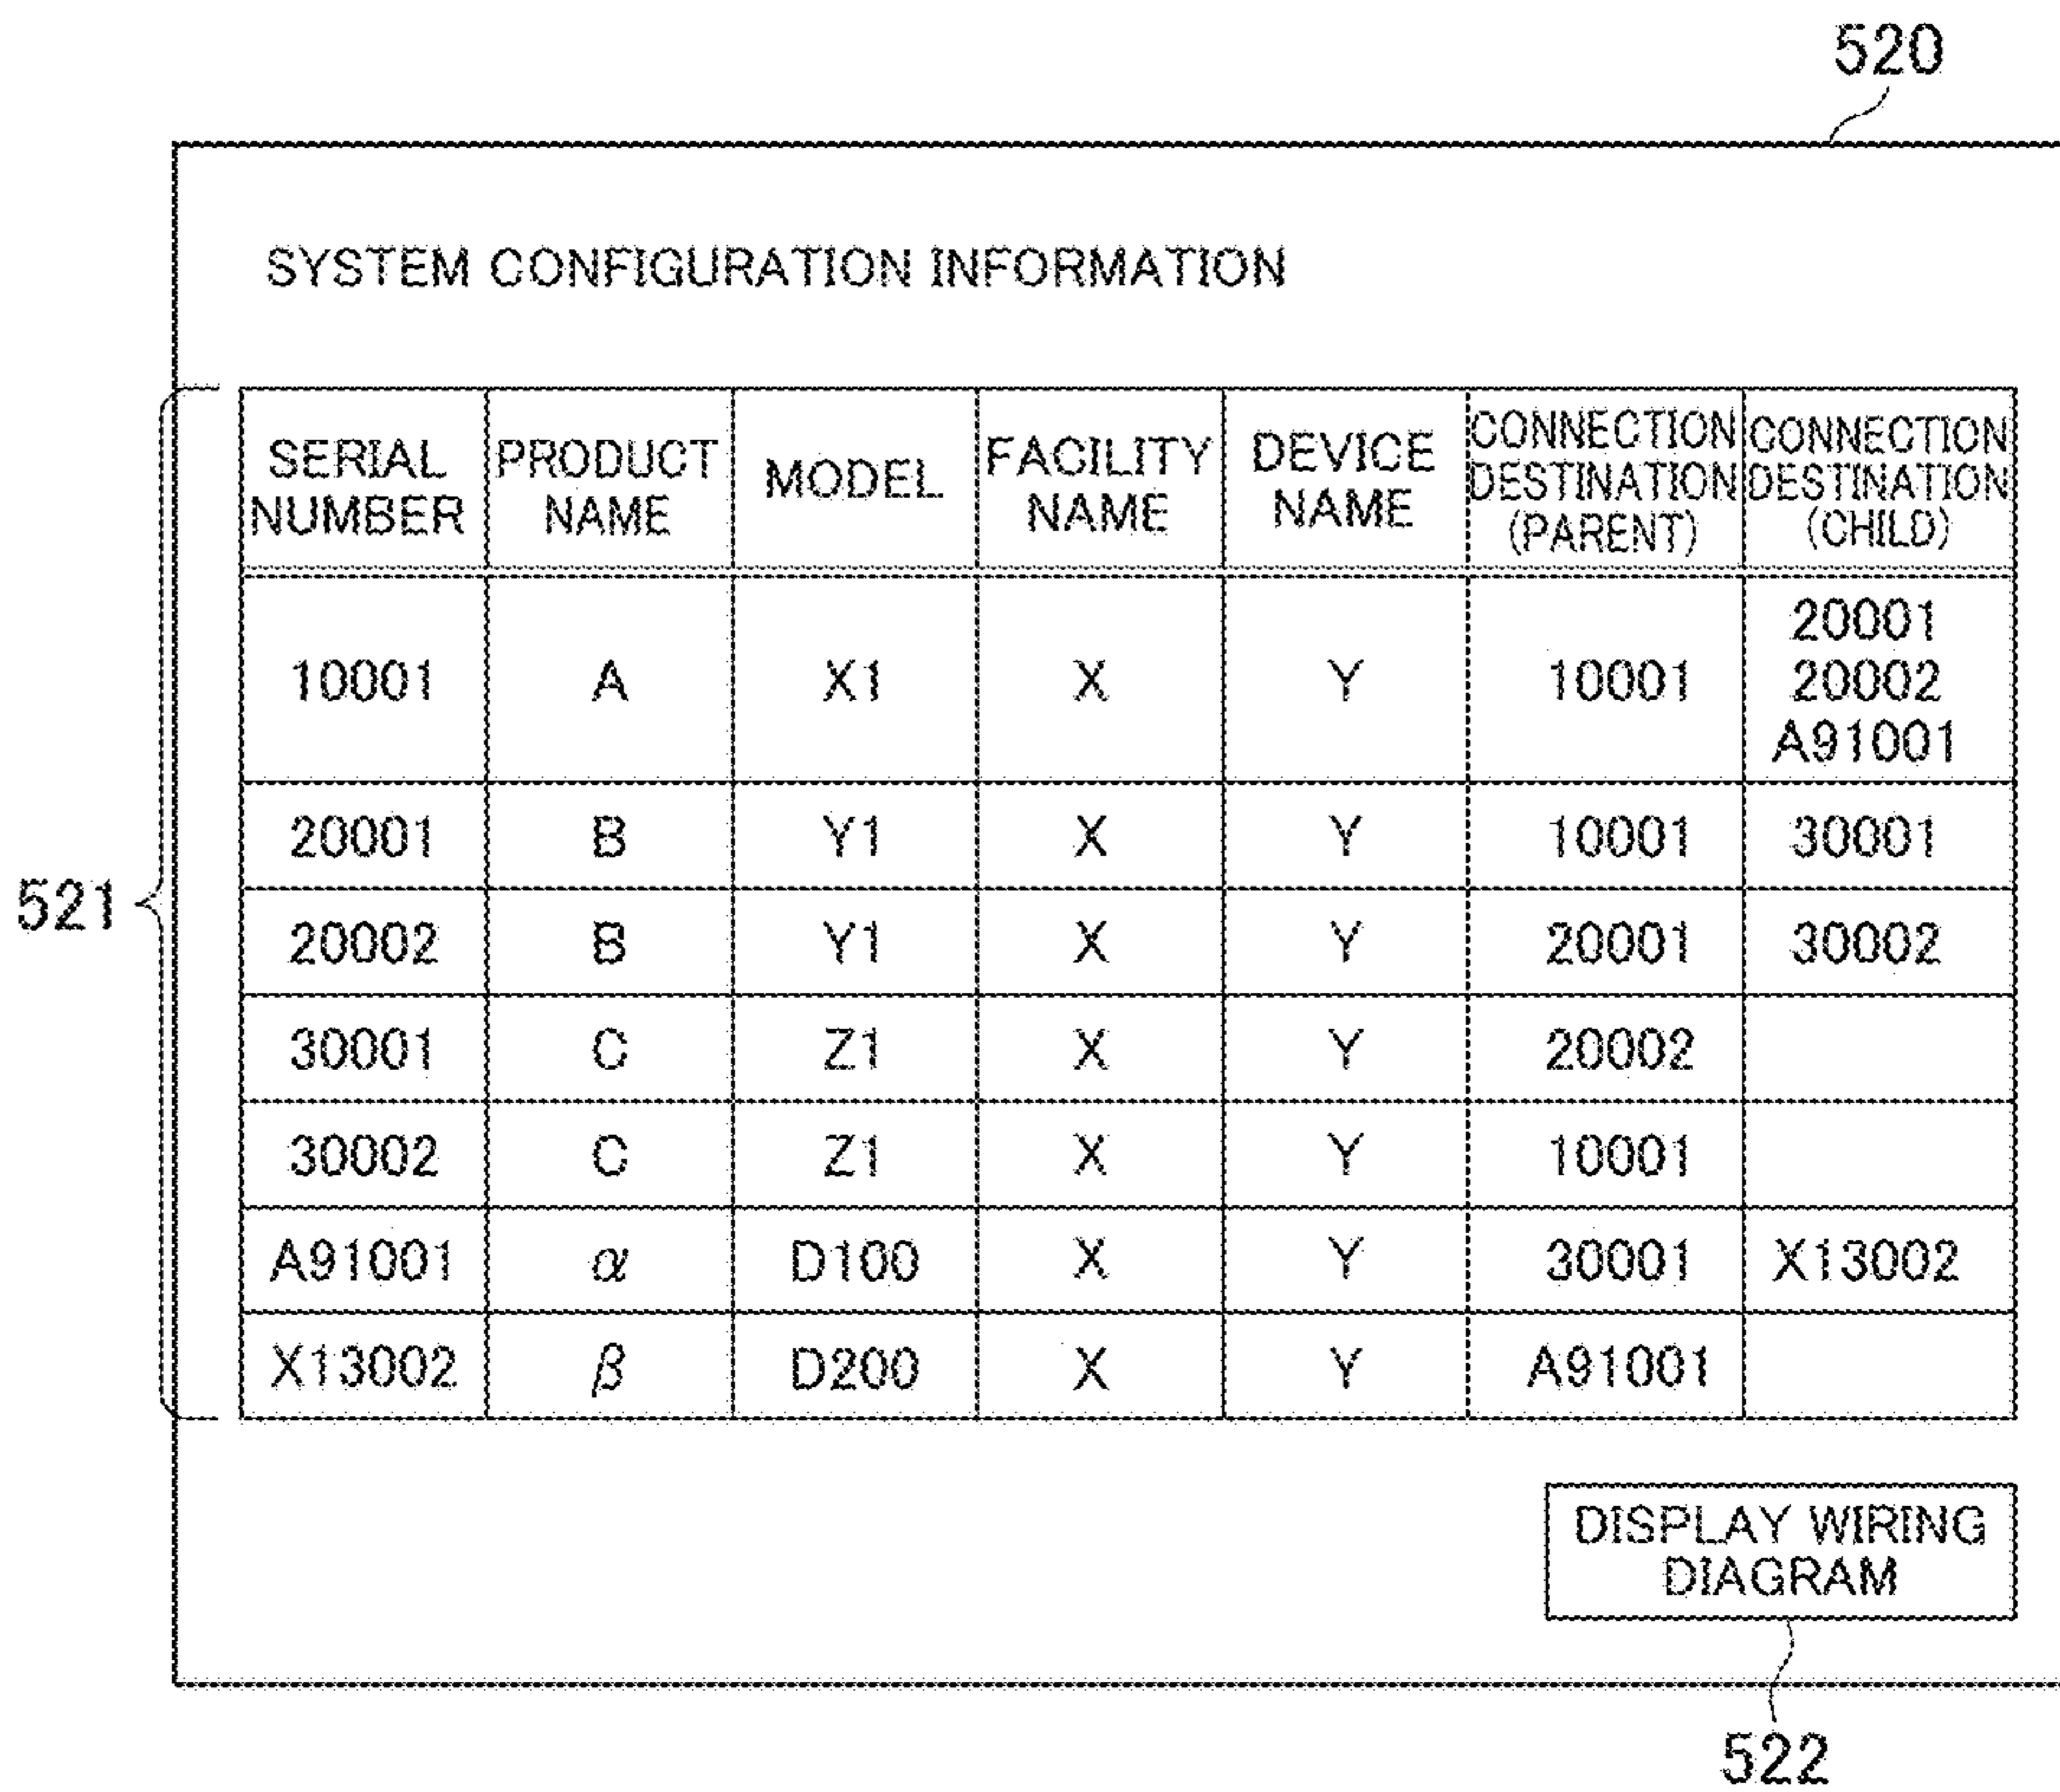 520
SYSTEM CONFIGURATION INFORMATION
SERIAL NUMBER PRODUCT NAME MODEL FACILITY NAME DEVICE NAME CONNECTION DESTINATION (PARENT) CONNECTION DESTINATION (CHILD)
10001 A X1 X Y 10001 20001 20002 A91001
20001 B Y1 X Y 10001 30001
20002 B Y1 X Y 20001 30002
30001 C Z1 X Y 20002
30002 C Z1 X Y 10001
A91001 α D100 X Y 30001 X13002
X13002 β D200 X Y A91001
521
DISPLAY WIRING
DIAGRAM
522